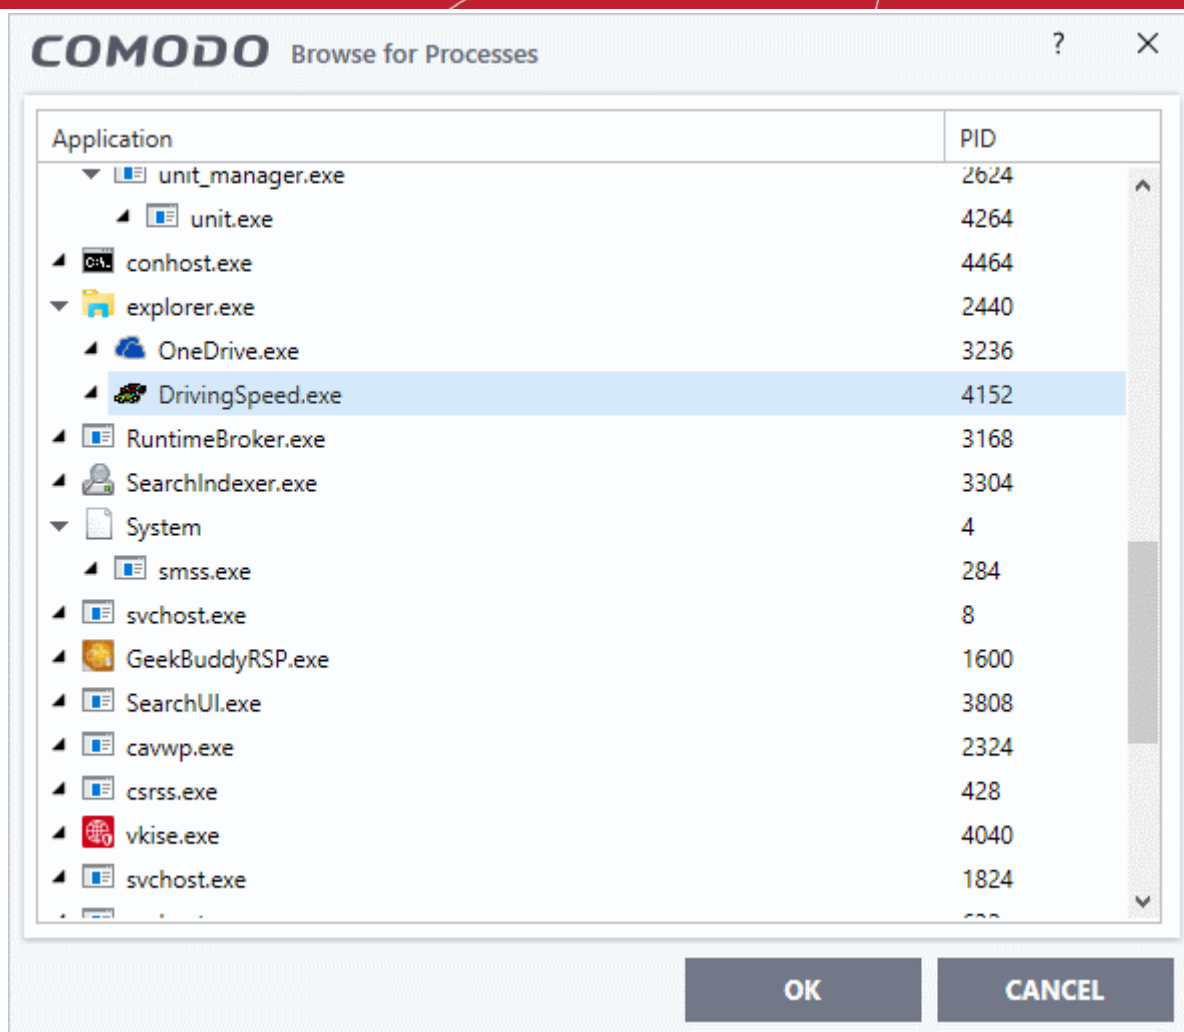 COMODO Browse for Processes ?
Application PID
unit_manager.exe 2624
unit.exe 4264
conhost.exe 4464
explorer.exe 2440
OneDrive.exe 3236
DrivingSpeed.exe 4152
RuntimeBroker.exe 3168
SearchIndexer.exe 3304
System 4
smss.exe 284
svchost.exe 8
GeekBuddyRSP.exe 1600
SearchUI.exe 3808
cavwp.exe 2324
csrss.exe 428
vkise.exe 4040
svchost.exe 1824
OK CANCEL